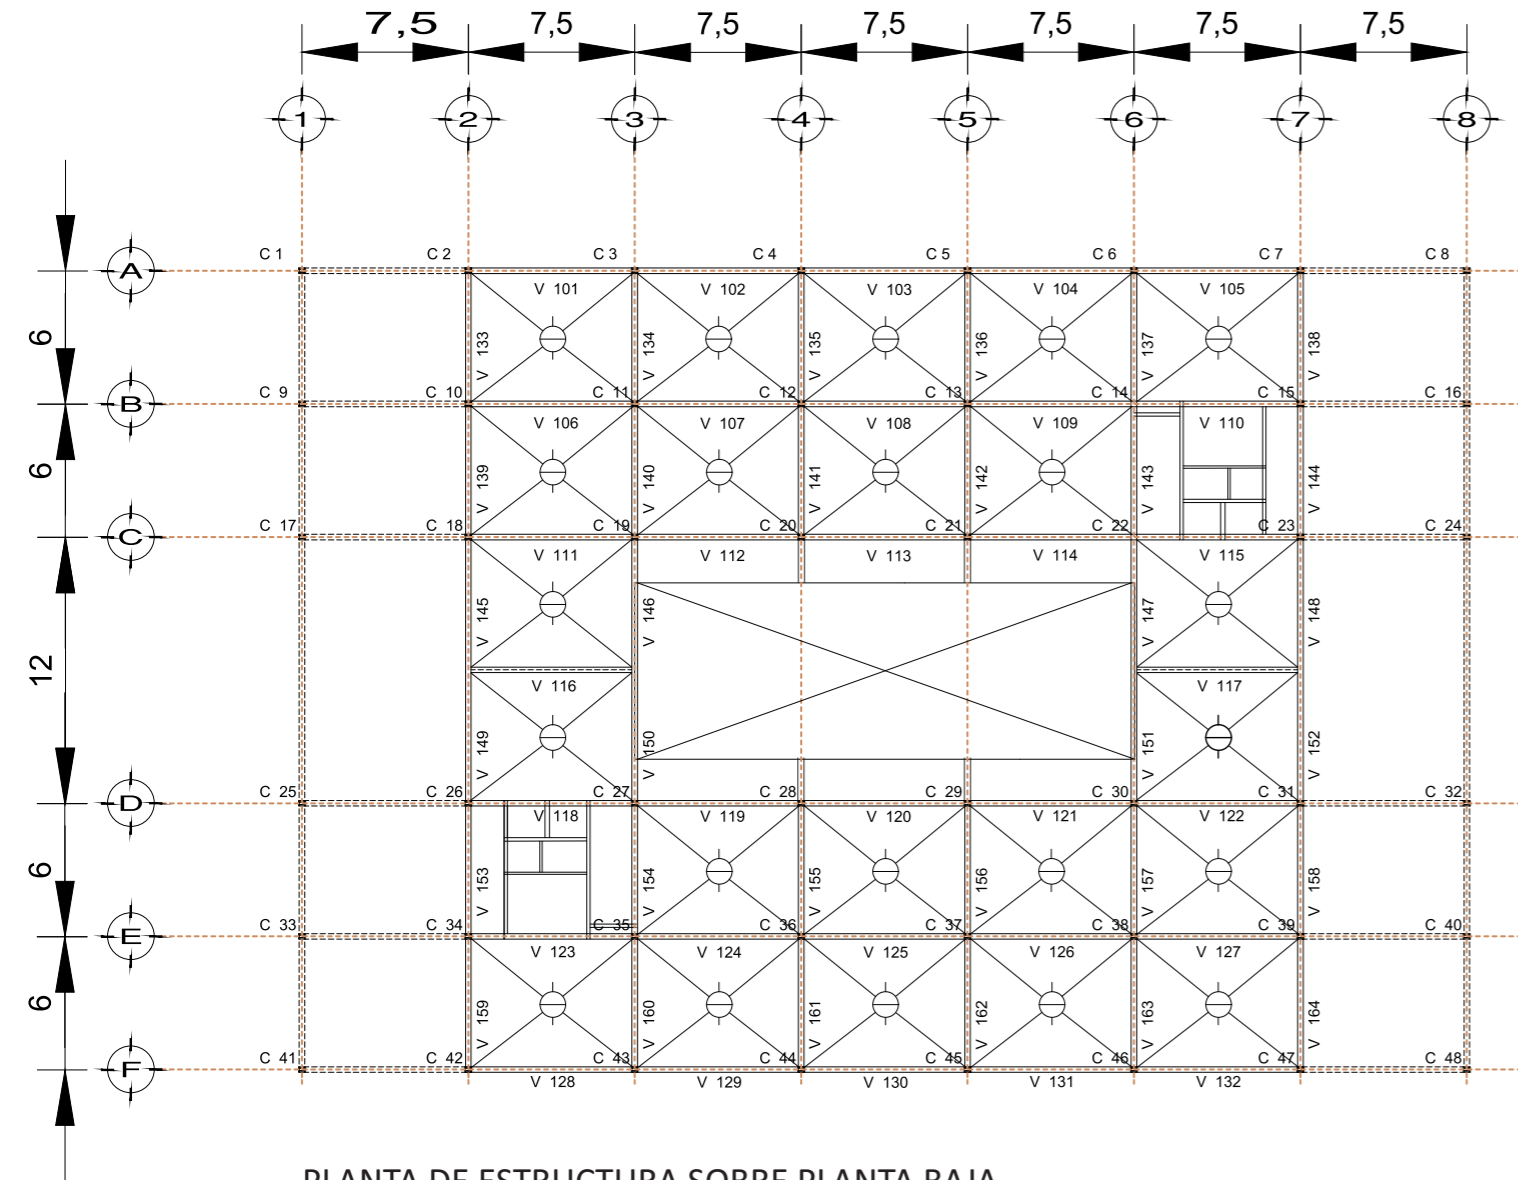 7,5 7,5 7,5 7,5 7,5 7,5 7,5
1 2 3 4 5 6 7 8
A
C 1 C 2 C 3 C 4 C 5 C 6 C 7 C 8
V 101 V 102 V 103 V 104 V 105
6
V 133 V 134 V 135 V 136 V 137 V 138
B
C 9 C 10 C 11 C 12 C 13 C 14 C 15 C 16
V 106 V 107 V 108 V 109 V 110
6
V 139 V 140 V 141 V 142 V 143 V 144
C
C 17 C 18 C 19 C 20 C 21 C 22 C 23 C 24
V 111 V 112 V 113 V 114 V 115
V 145 V 146 V 147 V 148
12
V 116 V 117
V 149 V 150 V 151 V 152
D
C 25 C 26 C 27 C 28 C 29 C 30 C 31 C 32
V 118 V 119 V 120 V 121 V 122
6
V 153 V 154 V 155 V 156 V 157 V 158
E
C 33 C 34 C 35 C 36 C 37 C 38 C 39 C 40
V 123 V 124 V 125 V 126 V 127
6
V 159 V 160 V 161 V 162 V 163 V 164
F
C 41 C 42 C 43 C 44 C 45 C 46 C 47 C 48
V 128 V 129 V 130 V 131 V 132
PLANTA DE ESTRUCTURA SOBRE PLANTA BAJA